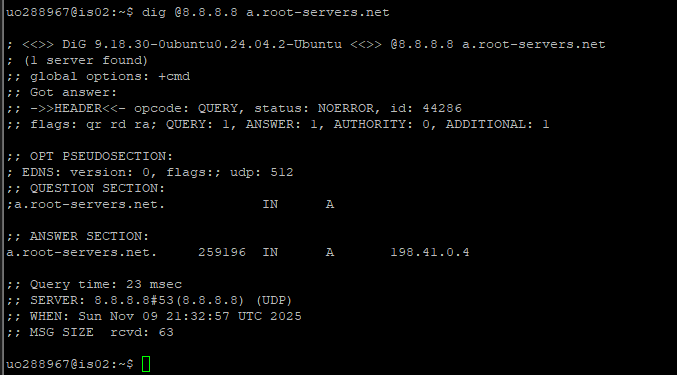 uo288967@is02:~$ dig @8.8.8.8 a.root-servers.net
; <<>> DiG 9.18.30-0ubuntu0.24.04.2-Ubuntu <<>> @8.8.8.8 a.root-servers.net
; (1 server found)
;; global options: +cmd
;; Got answer:
;; ->>HEADER<<- opcode: QUERY, status: NOERROR, id: 44286
;; flags: qr rd ra; QUERY: 1, ANSWER: 1, AUTHORITY: 0, ADDITIONAL: 1
;; OPT PSEUDOSECTION:
; EDNS: version: 0, flags:; udp: 512
;; QUESTION SECTION:
;a.root-servers.net. IN A
;; ANSWER SECTION:
a.root-servers.net. 259196 IN A 198.41.0.4
;; Query time: 23 msec
;; SERVER: 8.8.8.8#53(8.8.8.8) (UDP)
;; WHEN: Sun Nov 09 21:32:57 UTC 2025
;; MSG SIZE rcvd: 63
uo288967@is02:~$